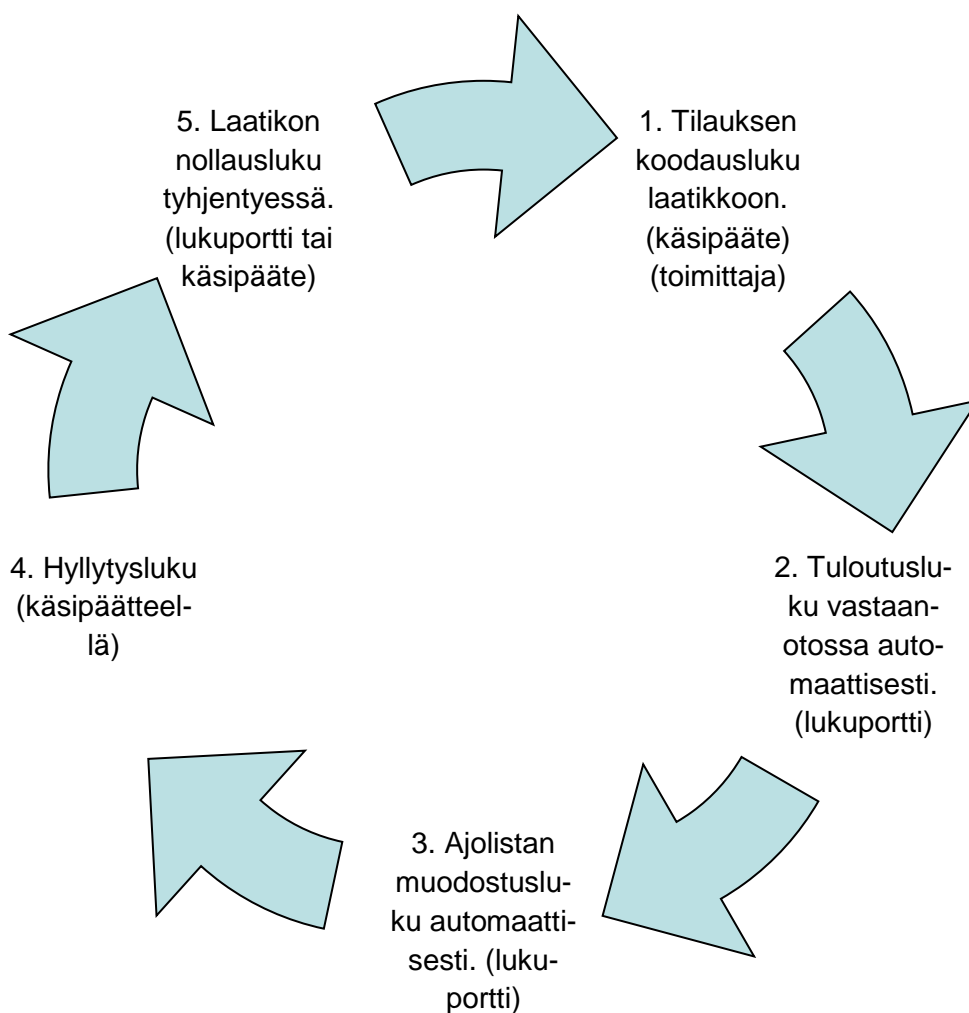 1. Tilauksen
koodausluku
laatikkoon.
(käsipääte)
(toimittaja)
2. Tuloutuslu-
ku vastaan-
otossa auto-
maattisesti.
(lukuportti)
3. Ajolistan
muodostuslu-
ku automaatti-
sesti. (luku-
portti)
4. Hyllytysluku
(käsipäätteel-
lä)
5. Laatikon
nollausluku
tyhjentyessä.
(lukuportti tai
käsipääte)